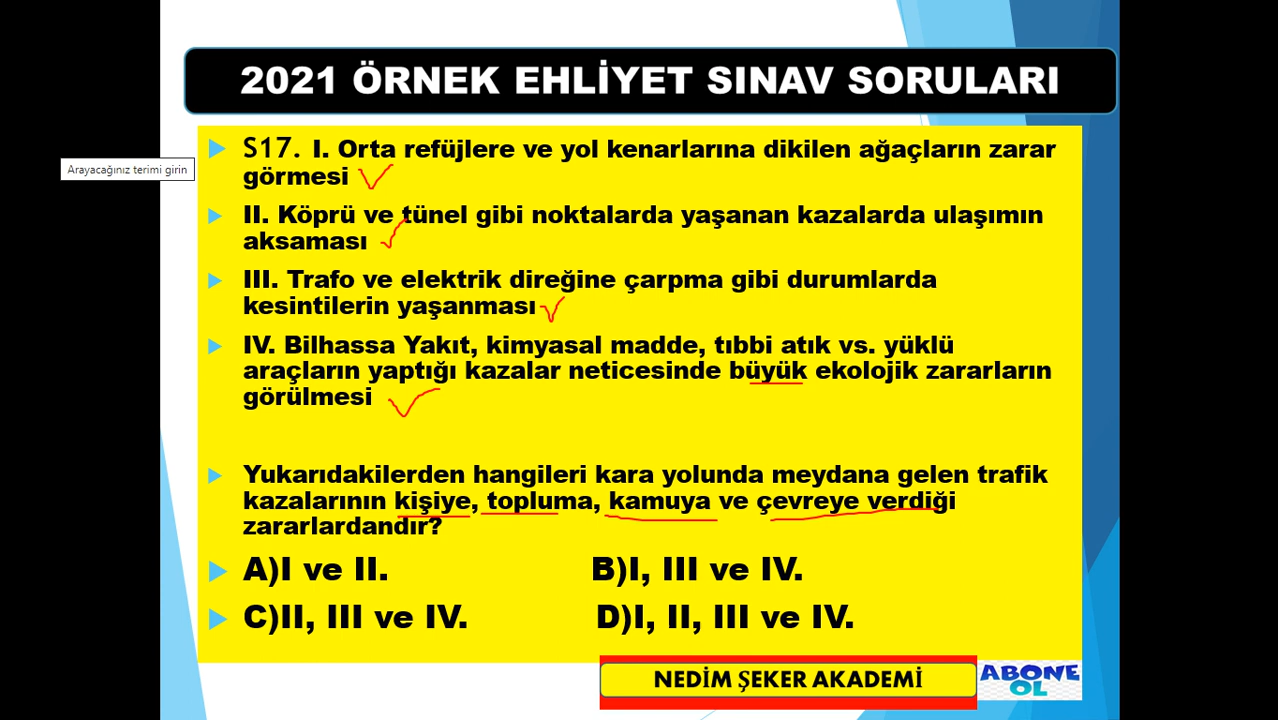 2021 ÖRNEK EHLİYET SINAV SORULARI
Arayacağınız terimi girin
S17. I. Orta refüjlere ve yol kenarlarına dikilen ağaçların zarar
görmesi
II. Köprü ve tünel gibi noktalarda yaşanan kazalarda ulaşımın
aksaması
III. Trafo ve elektrik direğine çarpma gibi durumlarda
kesintilerin yaşanması
IV. Bilhassa Yakıt, kimyasal madde, tıbbi atık vs. yüklü
araçların yaptığı kazalar neticesinde büyük ekolojik zararların
görülmesi
Yukarıdakilerden hangileri kara yolunda meydana gelen trafik
kazalarının kişiye, topluma, kamuya ve çevreye verdiği
zararlardandır?
A)I ve II. B)I, III ve IV.
C)II, III ve IV. D)I, II, III ve IV.
NEDİM ŞEKER AKADEMİ
ABONE
OL